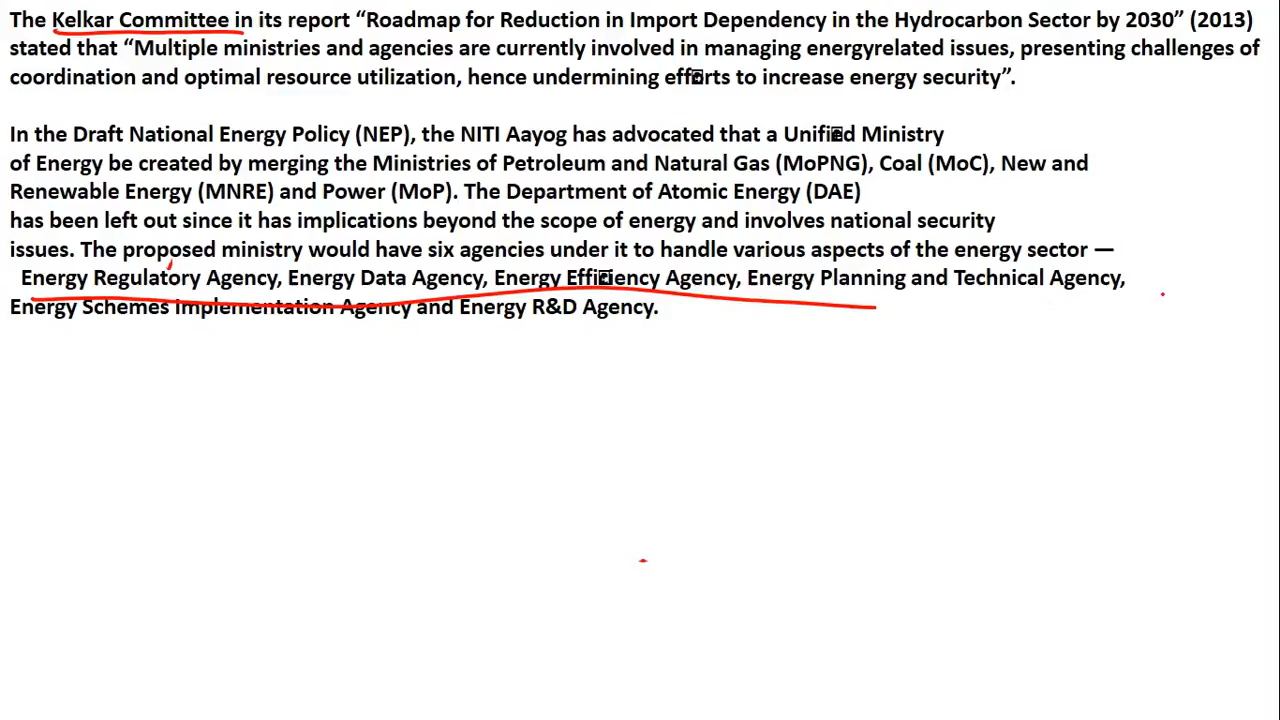 The Kelkar Committee in its report “Roadmap for Reduction in Import Dependency in the Hydrocarbon Sector by 2030” (2013)
stated that “Multiple ministries and agencies are currently involved in managing energyrelated issues, presenting challenges of
coordination and optimal resource utilization, hence undermining efforts to increase energy security”.
In the Draft National Energy Policy (NEP), the NITI Aayog has advocated that a Unified Ministry
of Energy be created by merging the Ministries of Petroleum and Natural Gas (MoPNG), Coal (MoC), New and
Renewable Energy (MNRE) and Power (MoP). The Department of Atomic Energy (DAE)
has been left out since it has implications beyond the scope of energy and involves national security
issues. The proposed ministry would have six agencies under it to handle various aspects of the energy sector —
Energy Regulatory Agency, Energy Data Agency, Energy Efficiency Agency, Energy Planning and Technical Agency,
Energy Schemes Implementation Agency and Energy R&D Agency.